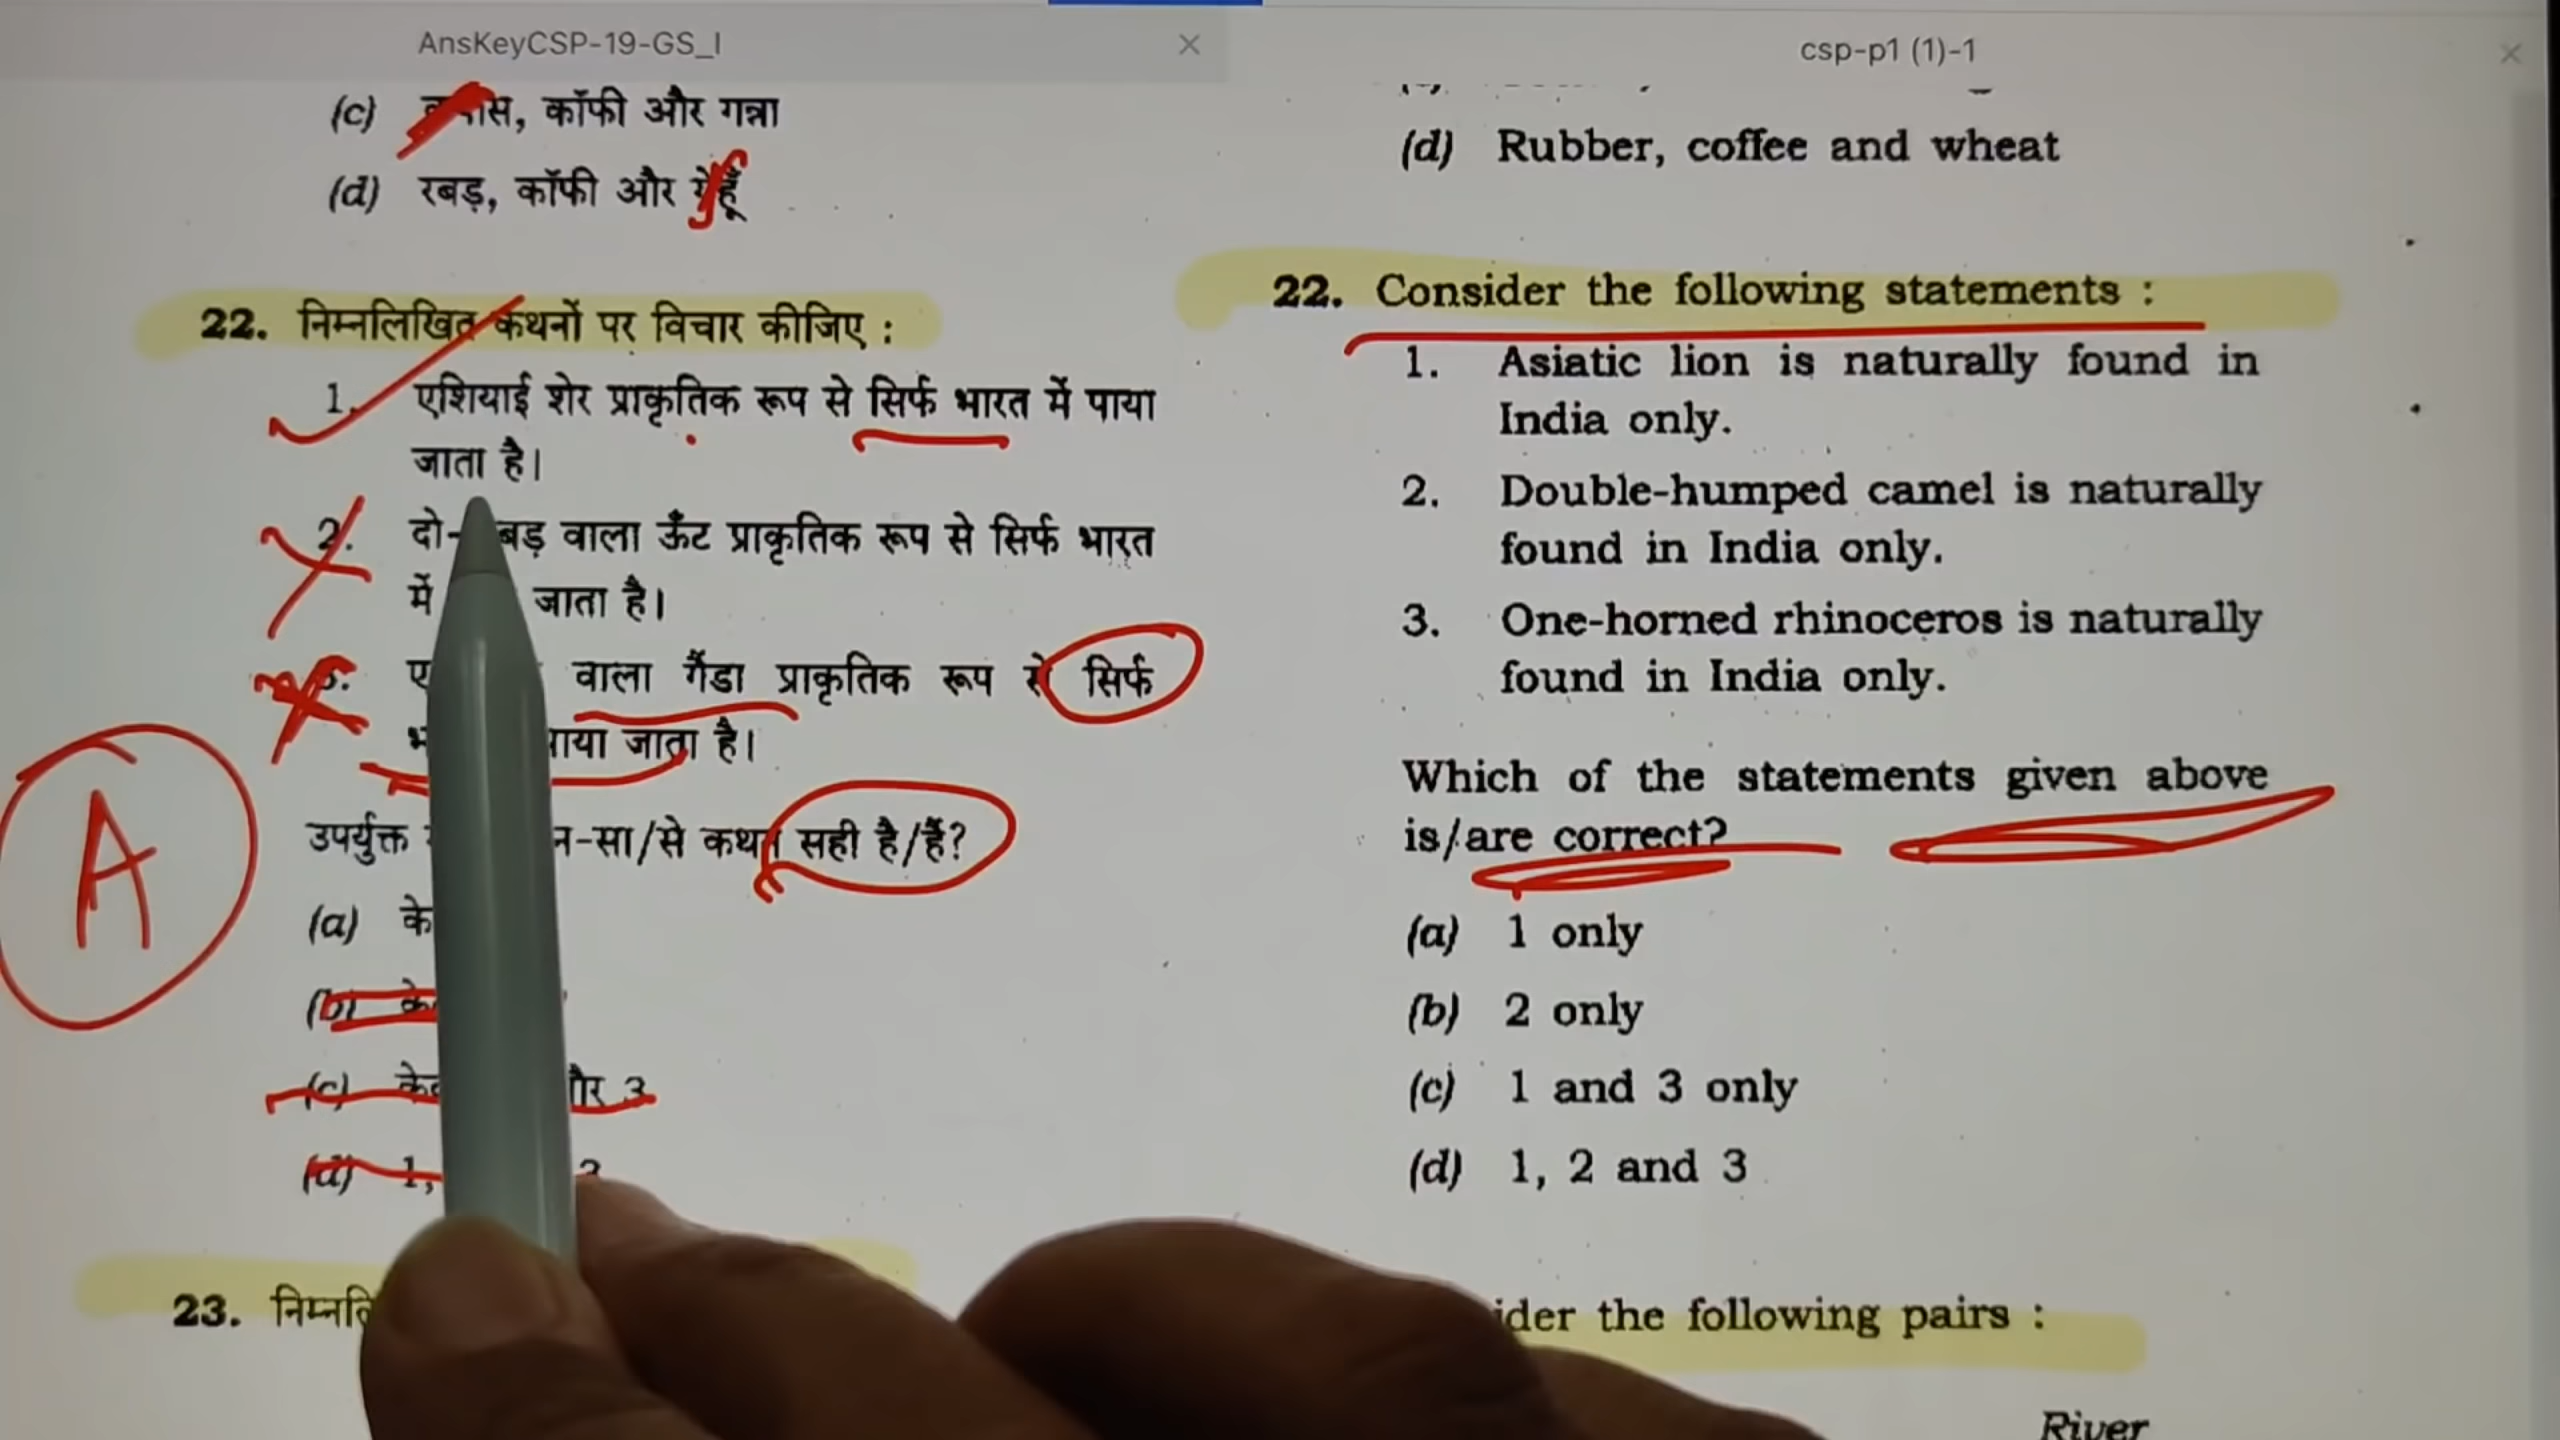 AnsKeyCSP-19-GS_I
csp-p1 (1)-1
(c) कॉफी और गन्ना
(d) रबड़, कॉफी और गेहूँ
22. निम्नलिखित कथनों पर विचार कीजिए :
1. एशियाई शेर प्राकृतिक रूप से सिर्फ भारत में पाया
जाता है।
2. वाला ऊँट प्राकृतिक रूप से सिर्फ भारत
में जाता है।
3. वाला गैंडा प्राकृतिक रूप से सिर्फ
जाता है।
उपर्युक्त कथन सही है/हैं?
A
(a)
(b)
(c) 3
(d) 1,
23.
(d) Rubber, coffee and wheat
22. Consider the following statements :
1. Asiatic lion is naturally found in
India only.
2. Double-humped camel is naturally
found in India only.
3. One-horned rhinoceros is naturally
found in India only.
Which of the statements given above
is/are correct?
(a) 1 only
(b) 2 only
(c) 1 and 3 only
(d) 1, 2 and 3
the following pairs :
River